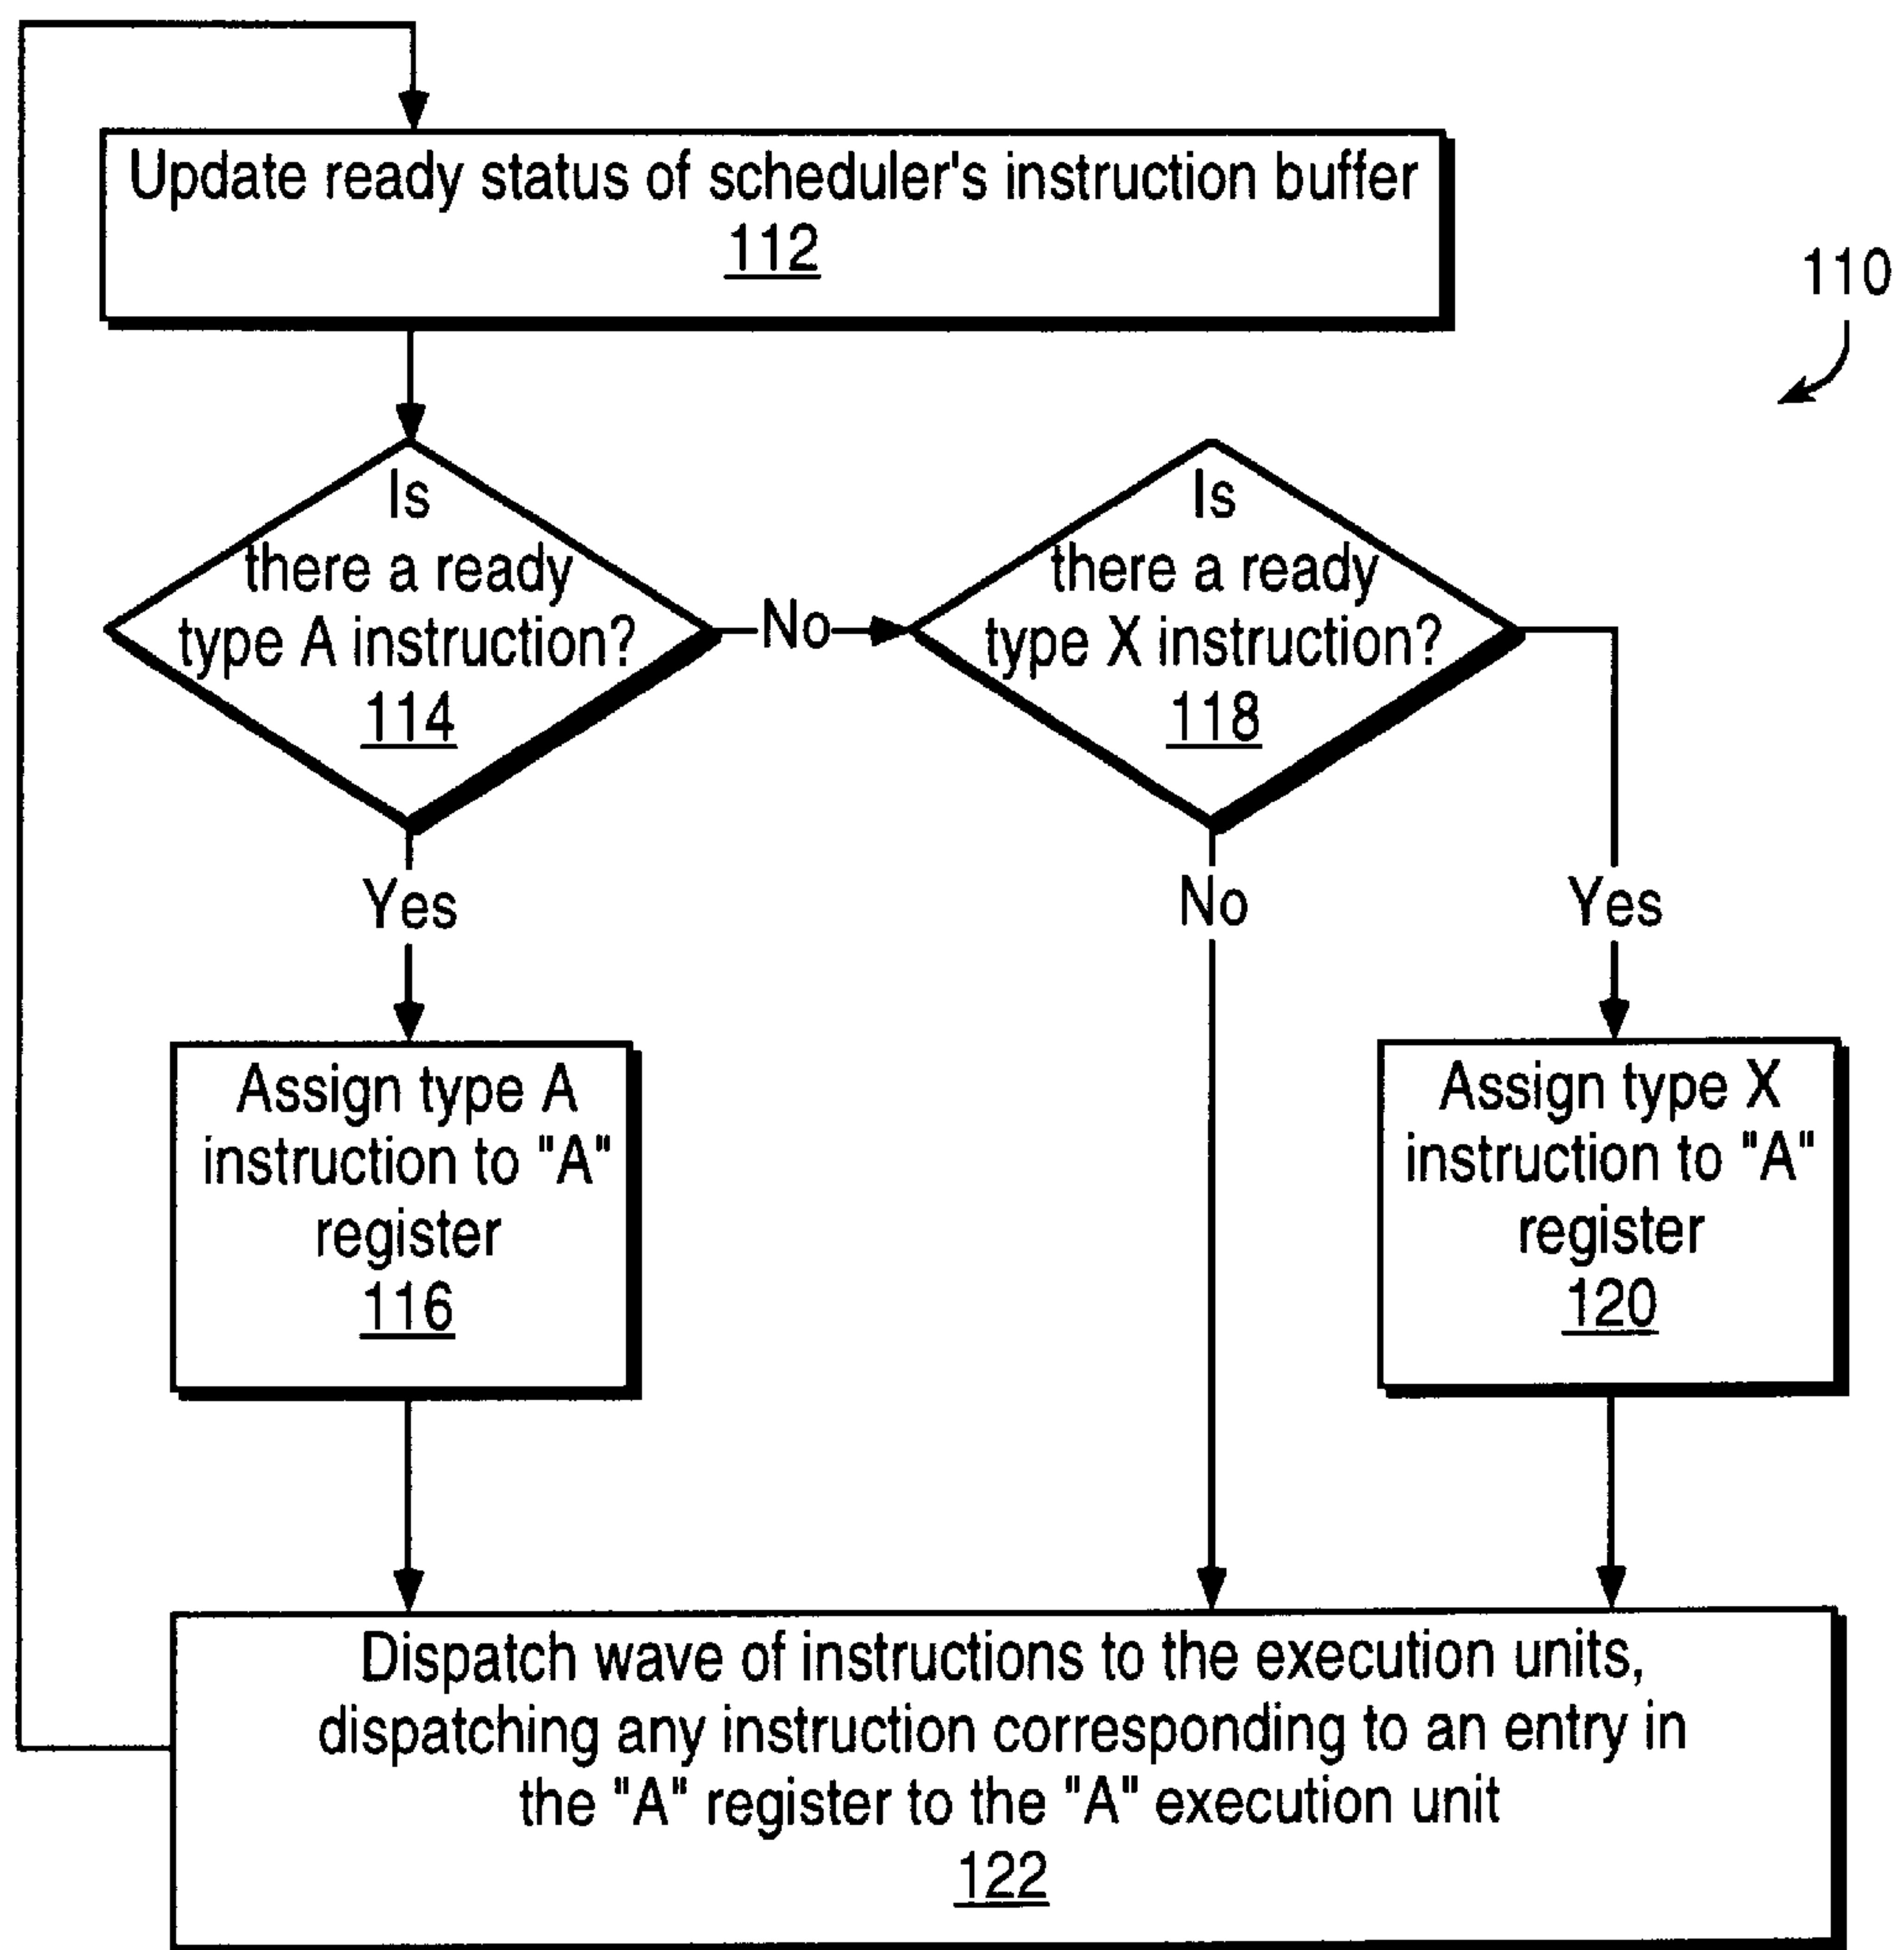 Update ready status of scheduler's instruction buffer
112
110
Is
there a ready
type A instruction?
114
No
Is
there a ready
type X instruction?
118
Yes
No
Yes
Assign type A
instruction to "A"
register
116
Assign type X
instruction to "A"
register
120
Dispatch wave of instructions to the execution units,
dispatching any instruction corresponding to an entry in
the "A" register to the "A" execution unit
122